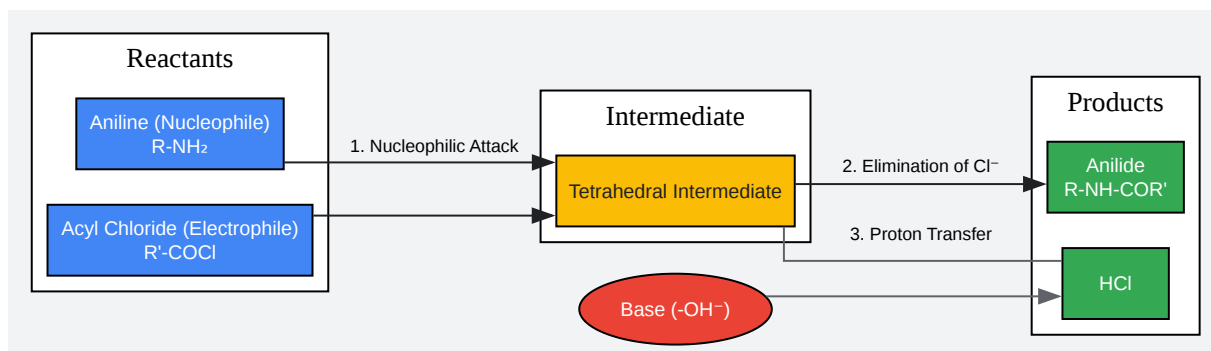 Reactants
Aniline (Nucleophile)
R-NH₂
Acyl Chloride (Electrophile)
R'-COCl
1. Nucleophilic Attack
Intermediate
Tetrahedral Intermediate
2. Elimination of Cl⁻
3. Proton Transfer
Base (-OH⁻)
Products
Anilide
R-NH-COR'
HCl